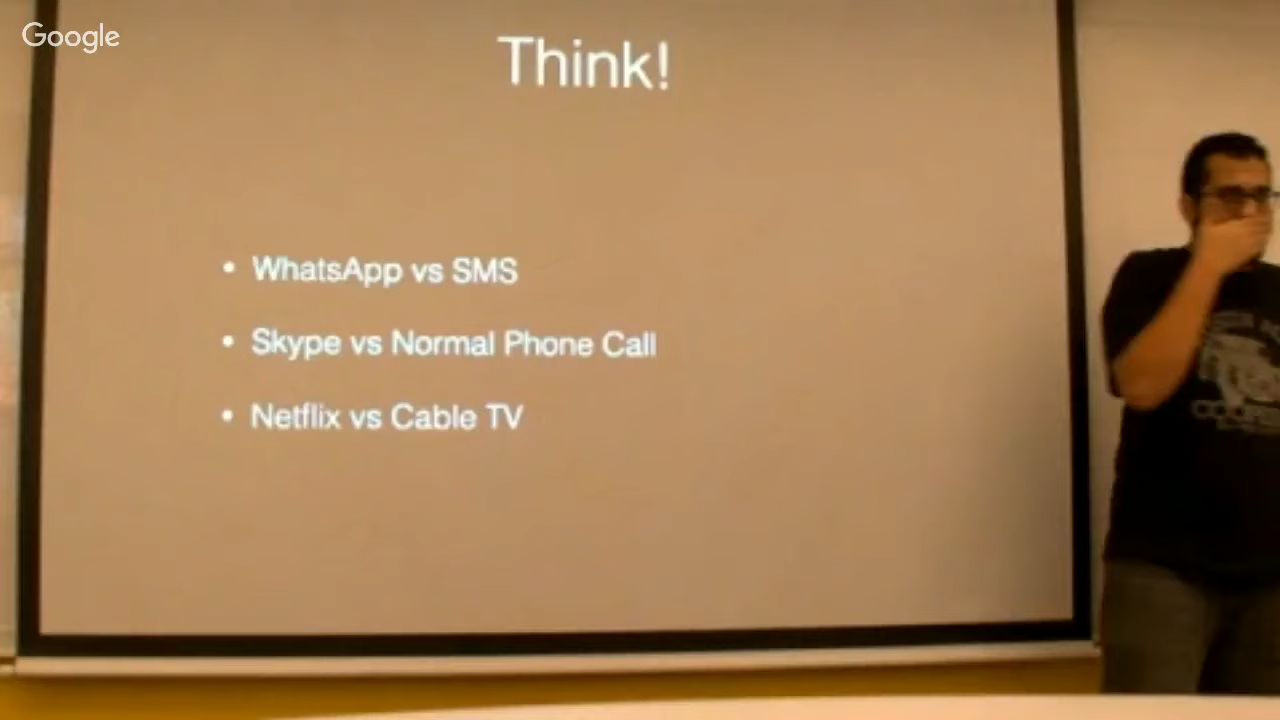 Google
Think!
• WhatsApp vs SMS
• Skype vs Normal Phone Call
• Netflix vs Cable TV